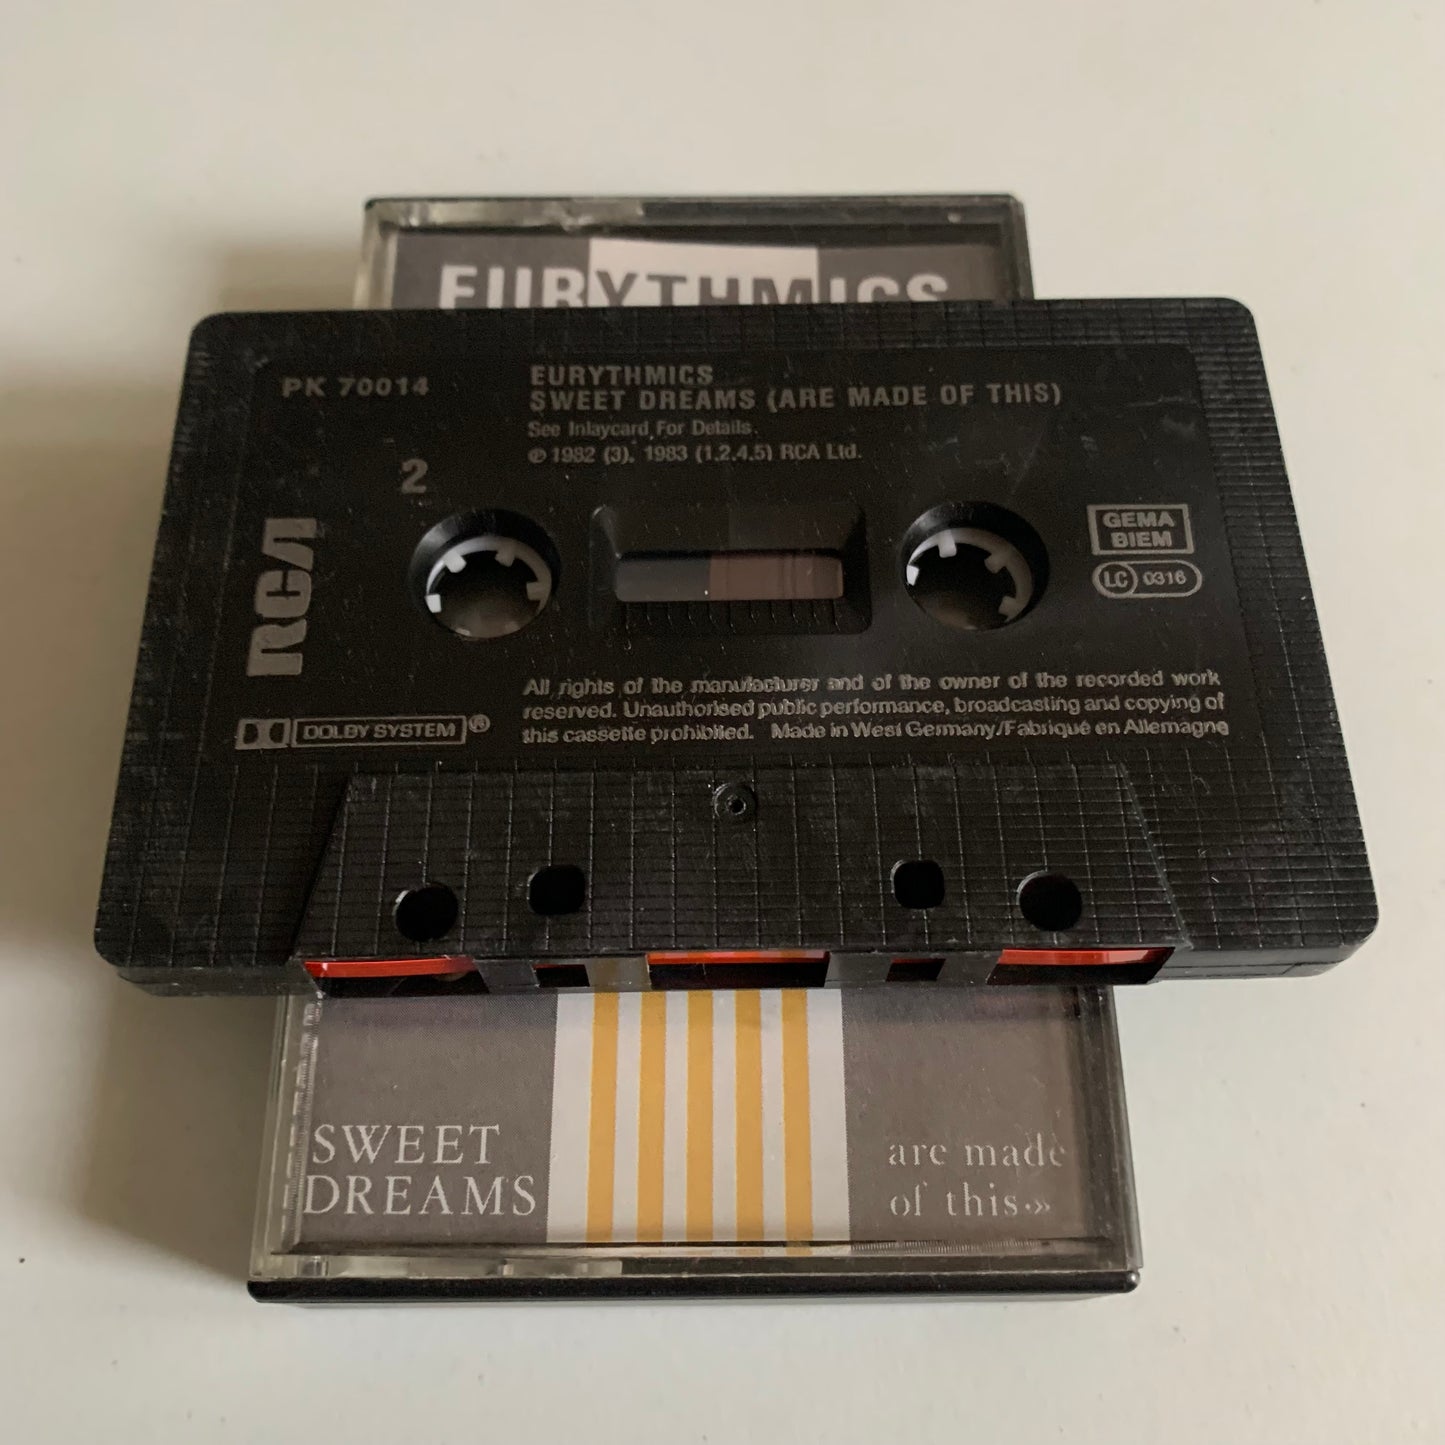 EURYTHMICS
PK 70014
EURYTHMICS
SWEET DREAMS (ARE MADE OF THIS)
See Inlaycard For Details.
℗ 1982 (3). 1983 (1.2.4.5) RCA Ltd.
2
RCA
GEMA
BIEM
LC 0316
All rights of the manufacturer and of the owner of the recorded work
reserved. Unauthorised public performance, broadcasting and copying of
this cassette prohibited. Made in West Germany/Fabriqué en Allemagne
DOLBY SYSTEM®
SWEET
DREAMS
are made
of this·»